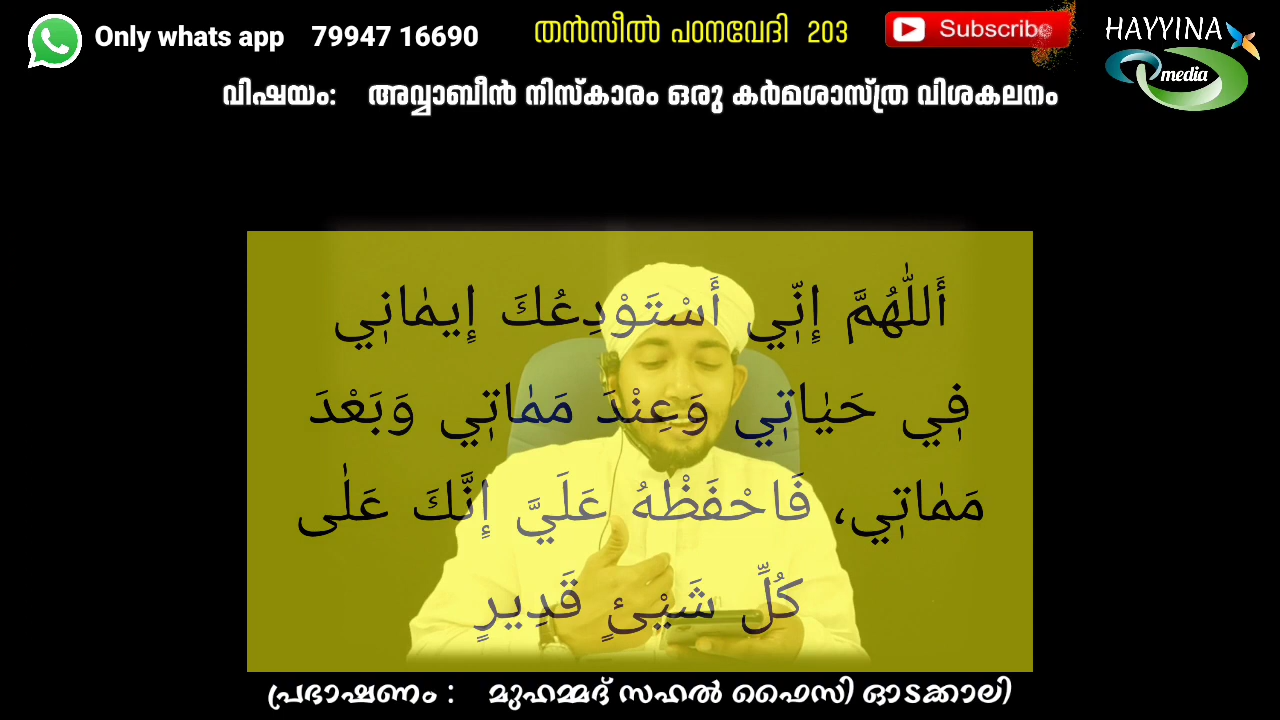 Only whats app 79947 16690
തൻസീൽ പഠനവേദി 203
Subscribe
HAYYINA
media
വിഷയം: അവ്വാബീൻ നിസ്കാരം ഒരു കർമശാസ്ത്ര വിശകലനം
أَللّٰهُمَّ إِنِّي أَسْتَوْدِعُكَ إِيمٰانِي
فِي حَيٰاتِي وَعِنْدَ مَمٰاتِي وَبَعْدَ
مَمٰاتِي، فَاحْفَظْهُ عَلَيَّ إِنَّكَ عَلٰى
كُلِّ شَيْئٍ قَدِيرٍ
പ്രഭാഷണം : മുഹമ്മദ് സഹൽ ഫൈസി ഓടക്കാലി